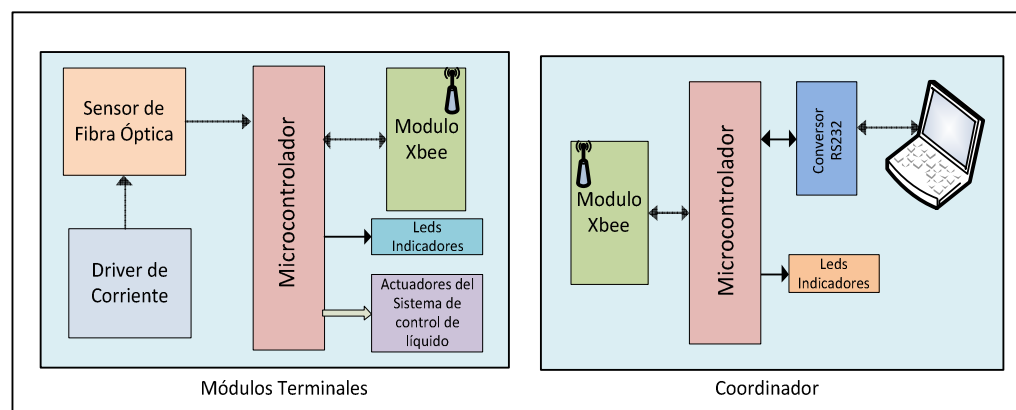 Sensor de
Fibra Óptica
Driver de
Corriente
Microcontrolador
Modulo
Xbee
Leds
Indicadores
Actuadores del
Sistema de
control de
líquido
Módulos Terminales
Modulo
Xbee
Microcontrolador
Conversor
RS232
Leds
Indicadores
Coordinador